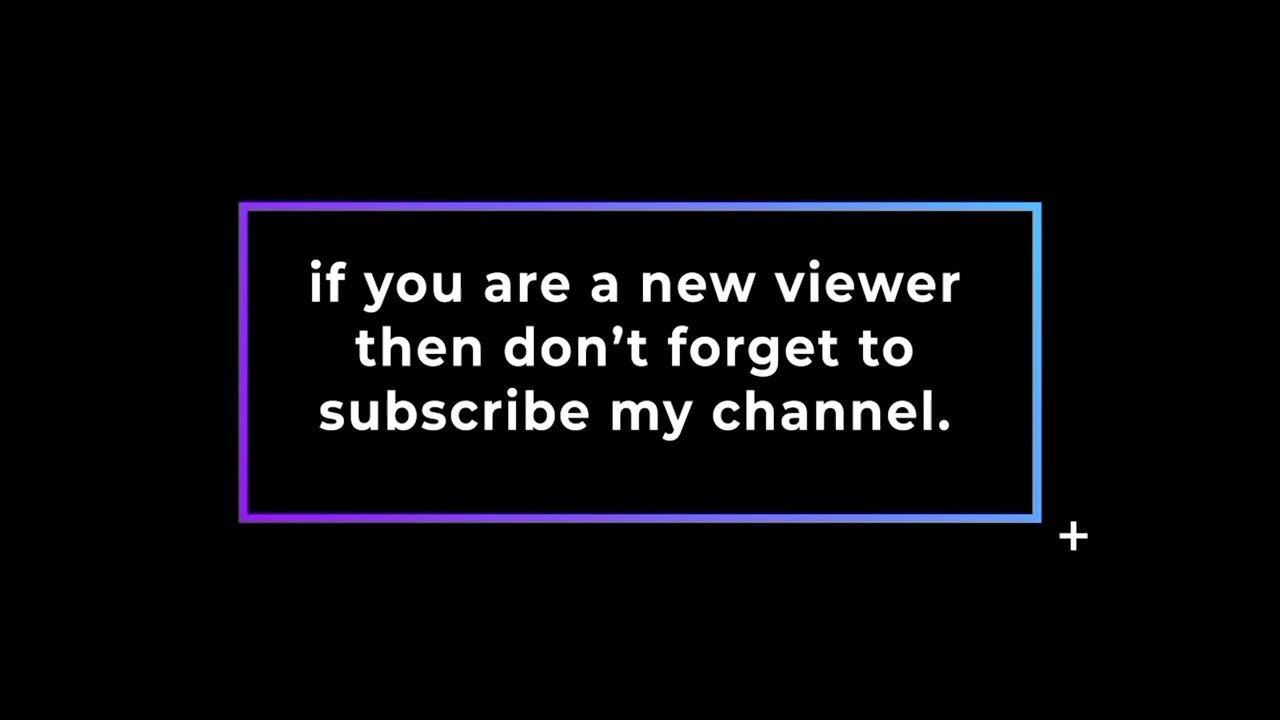 if you are a new viewer
then don’t forget to
subscribe my channel.
+